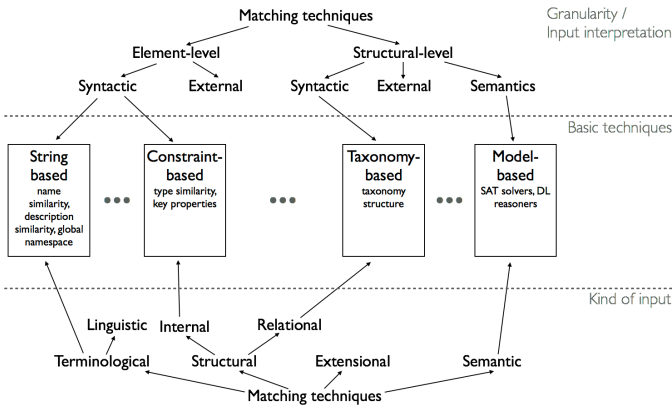 Matching techniques
Granularity /
Input interpretation
Element-level
Structural-level
Syntactic
External
Syntactic
External
Semantics
Basic techniques
String
based
name
similarity,
description
similarity, global
namespace
Constraint-
based
type similarity,
key properties
Taxonomy-
based
taxonomy
structure
Model-
based
SAT solvers, DL
reasoners
Kind of input
Linguistic
Internal
Relational
Terminological
Structural
Extensional
Semantic
Matching techniques